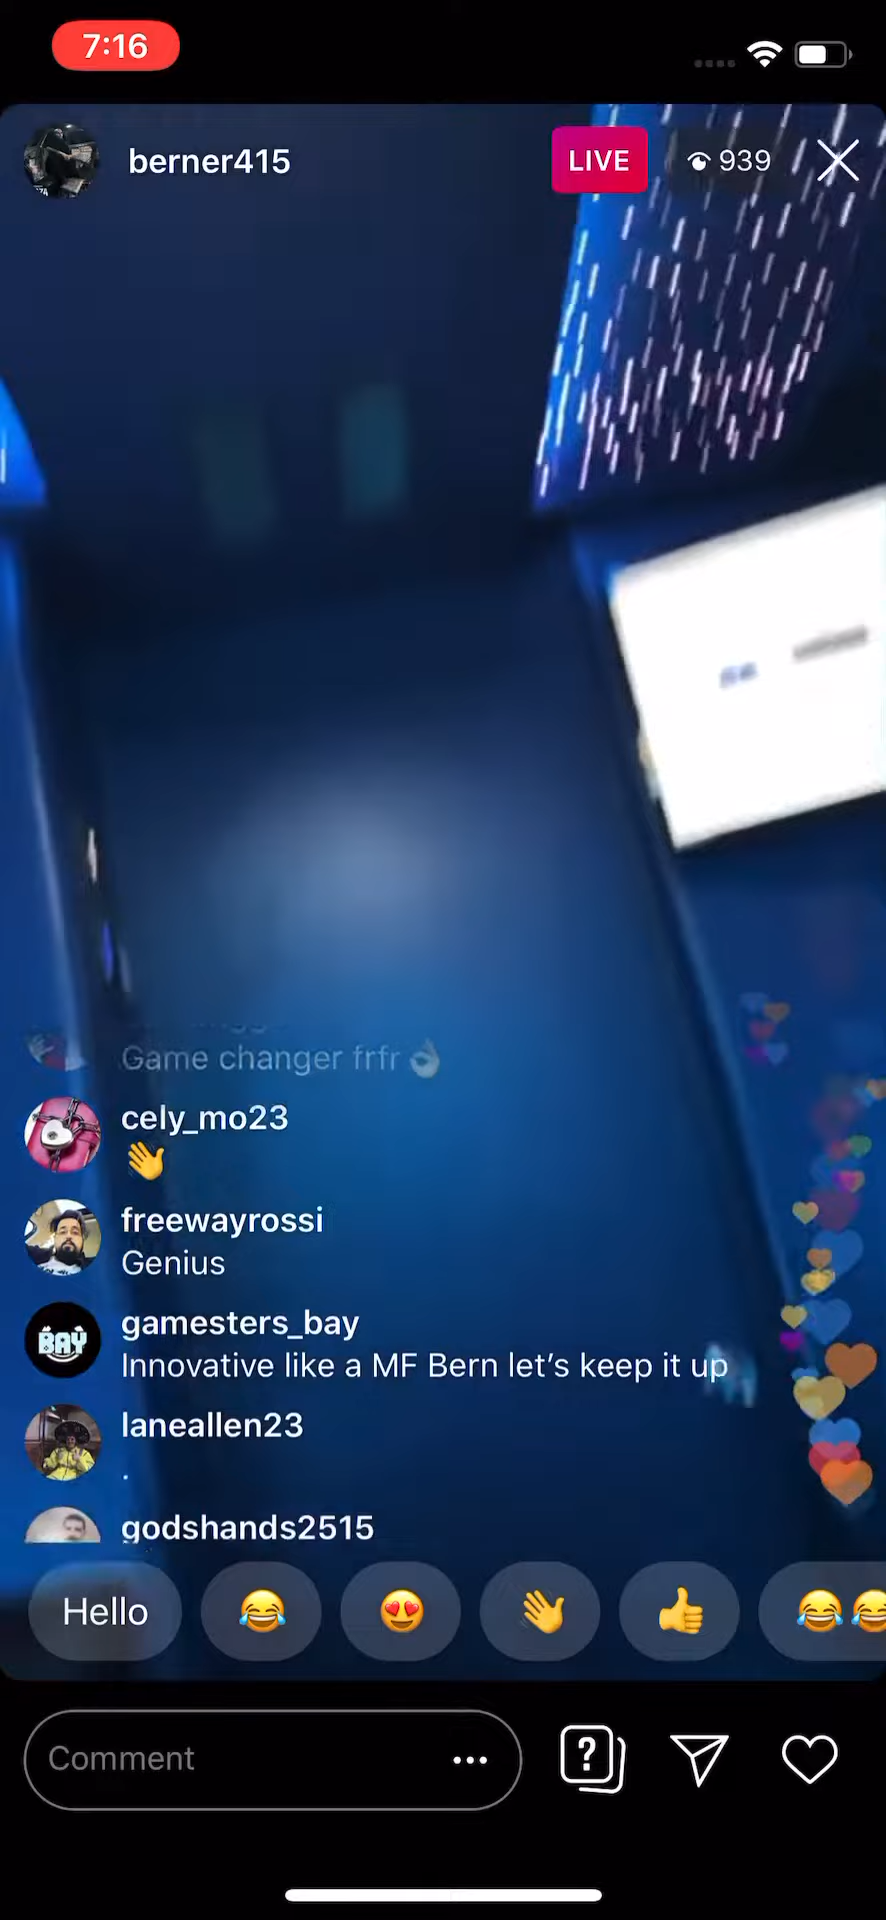 7:16
berner415
LIVE
939
Game changer frfr 👌
cely_mo23
👋
freewayrossi
Genius
BAY
gamesters_bay
Innovative like a MF Bern let’s keep it up
laneallen23
.
godshands2515
Hello 😂 😍 👋 👍 😂😂
Comment